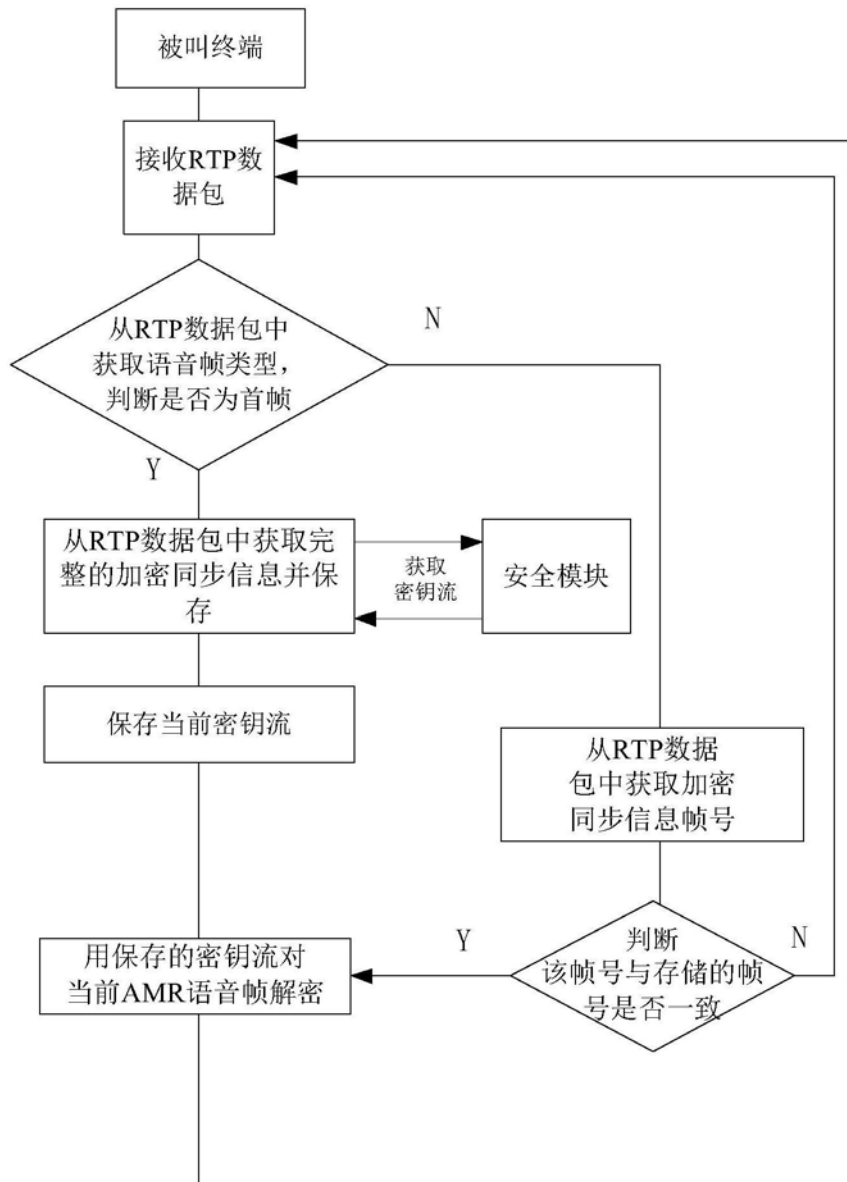 被叫终端
接收RTP数
据包
从RTP数据包中
获取语音帧类型，
判断是否为首帧
N
Y
从RTP数据包中获取完
整的加密同步信息并保
存
获取
密钥流
安全模块
保存当前密钥流
从RTP数据
包中获取加密
同步信息帧号
用保存的密钥流对
当前AMR语音帧解密
Y
判断
该帧号与存储的帧
号是否一致
N